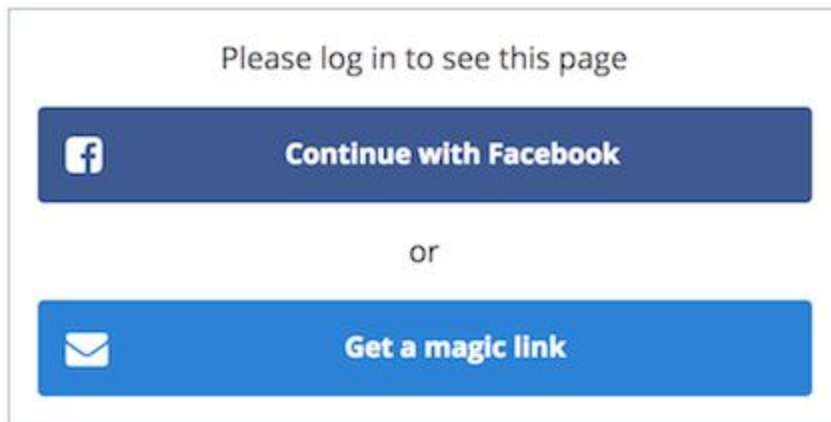 Please log in to see this page
Continue with Facebook
or
Get a magic link